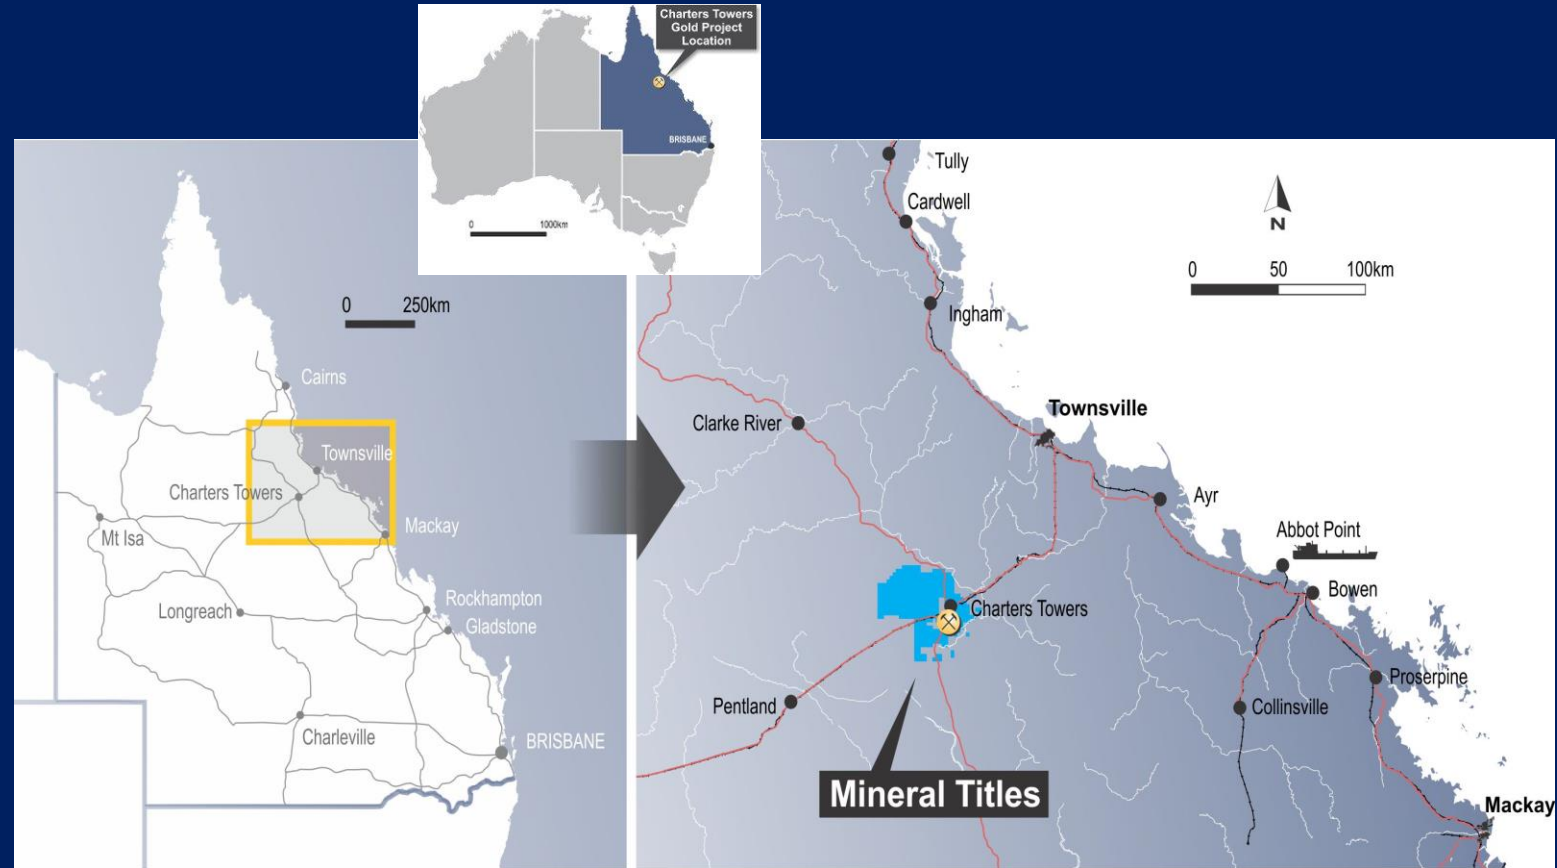 Charters Towers
Gold Project
Location
BRISBANE
0 1000km
0 250km
Cairns
Townsville
Charters Towers
Mackay
Mt Isa
Rockhampton
Longreach
Gladstone
Charleville
BRISBANE
Tully
Cardwell
N
0 50 100km
Ingham
Townsville
Clarke River
Ayr
Abbot Point
Bowen
Charters Towers
Proserpine
Pentland
Collinsville
Mineral Titles
Mackay